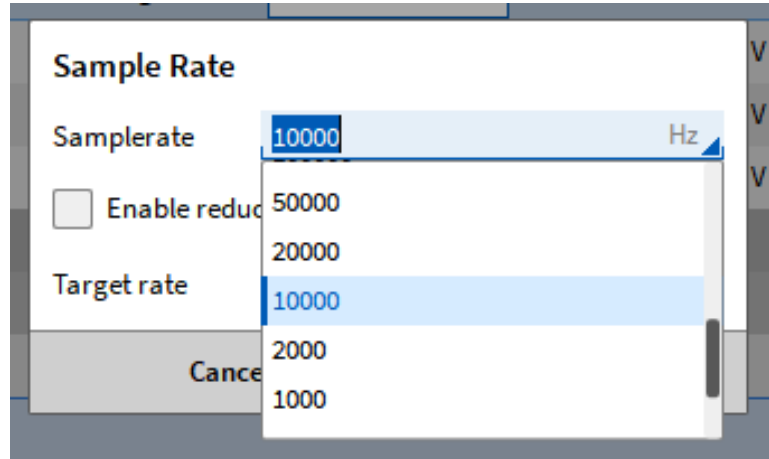 Sample Rate
Samplerate 10000 Hz
V
V
V
Enable reduc
50000
20000
Target rate
10000
2000
Cance
1000